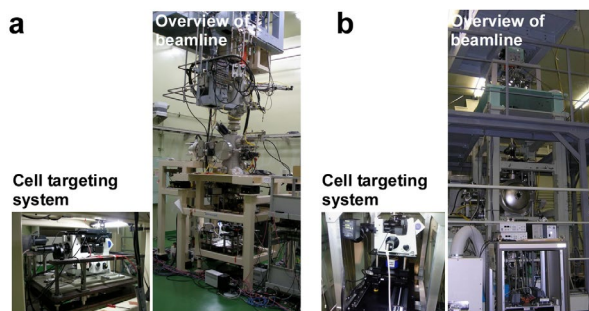 a
Overview of
beamline
Cell targeting
system
b
Overview of
beamline
Cell targeting
system